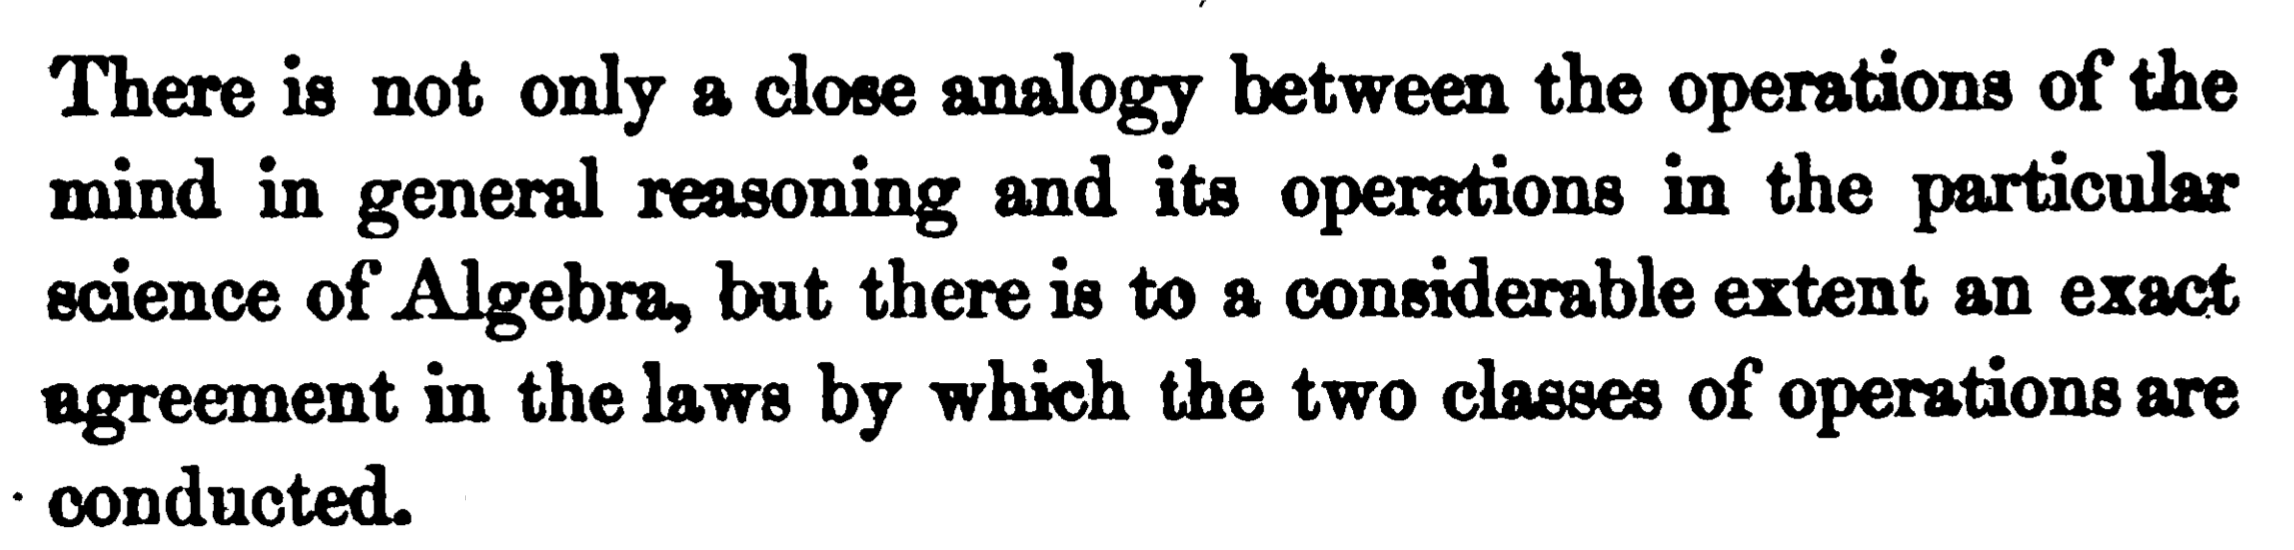 There is not only a close analogy between the operations of the
mind in general reasoning and its operations in the particular
science of Algebra, but there is to a considerable extent an exact
agreement in the laws by which the two classes of operations are
conducted.